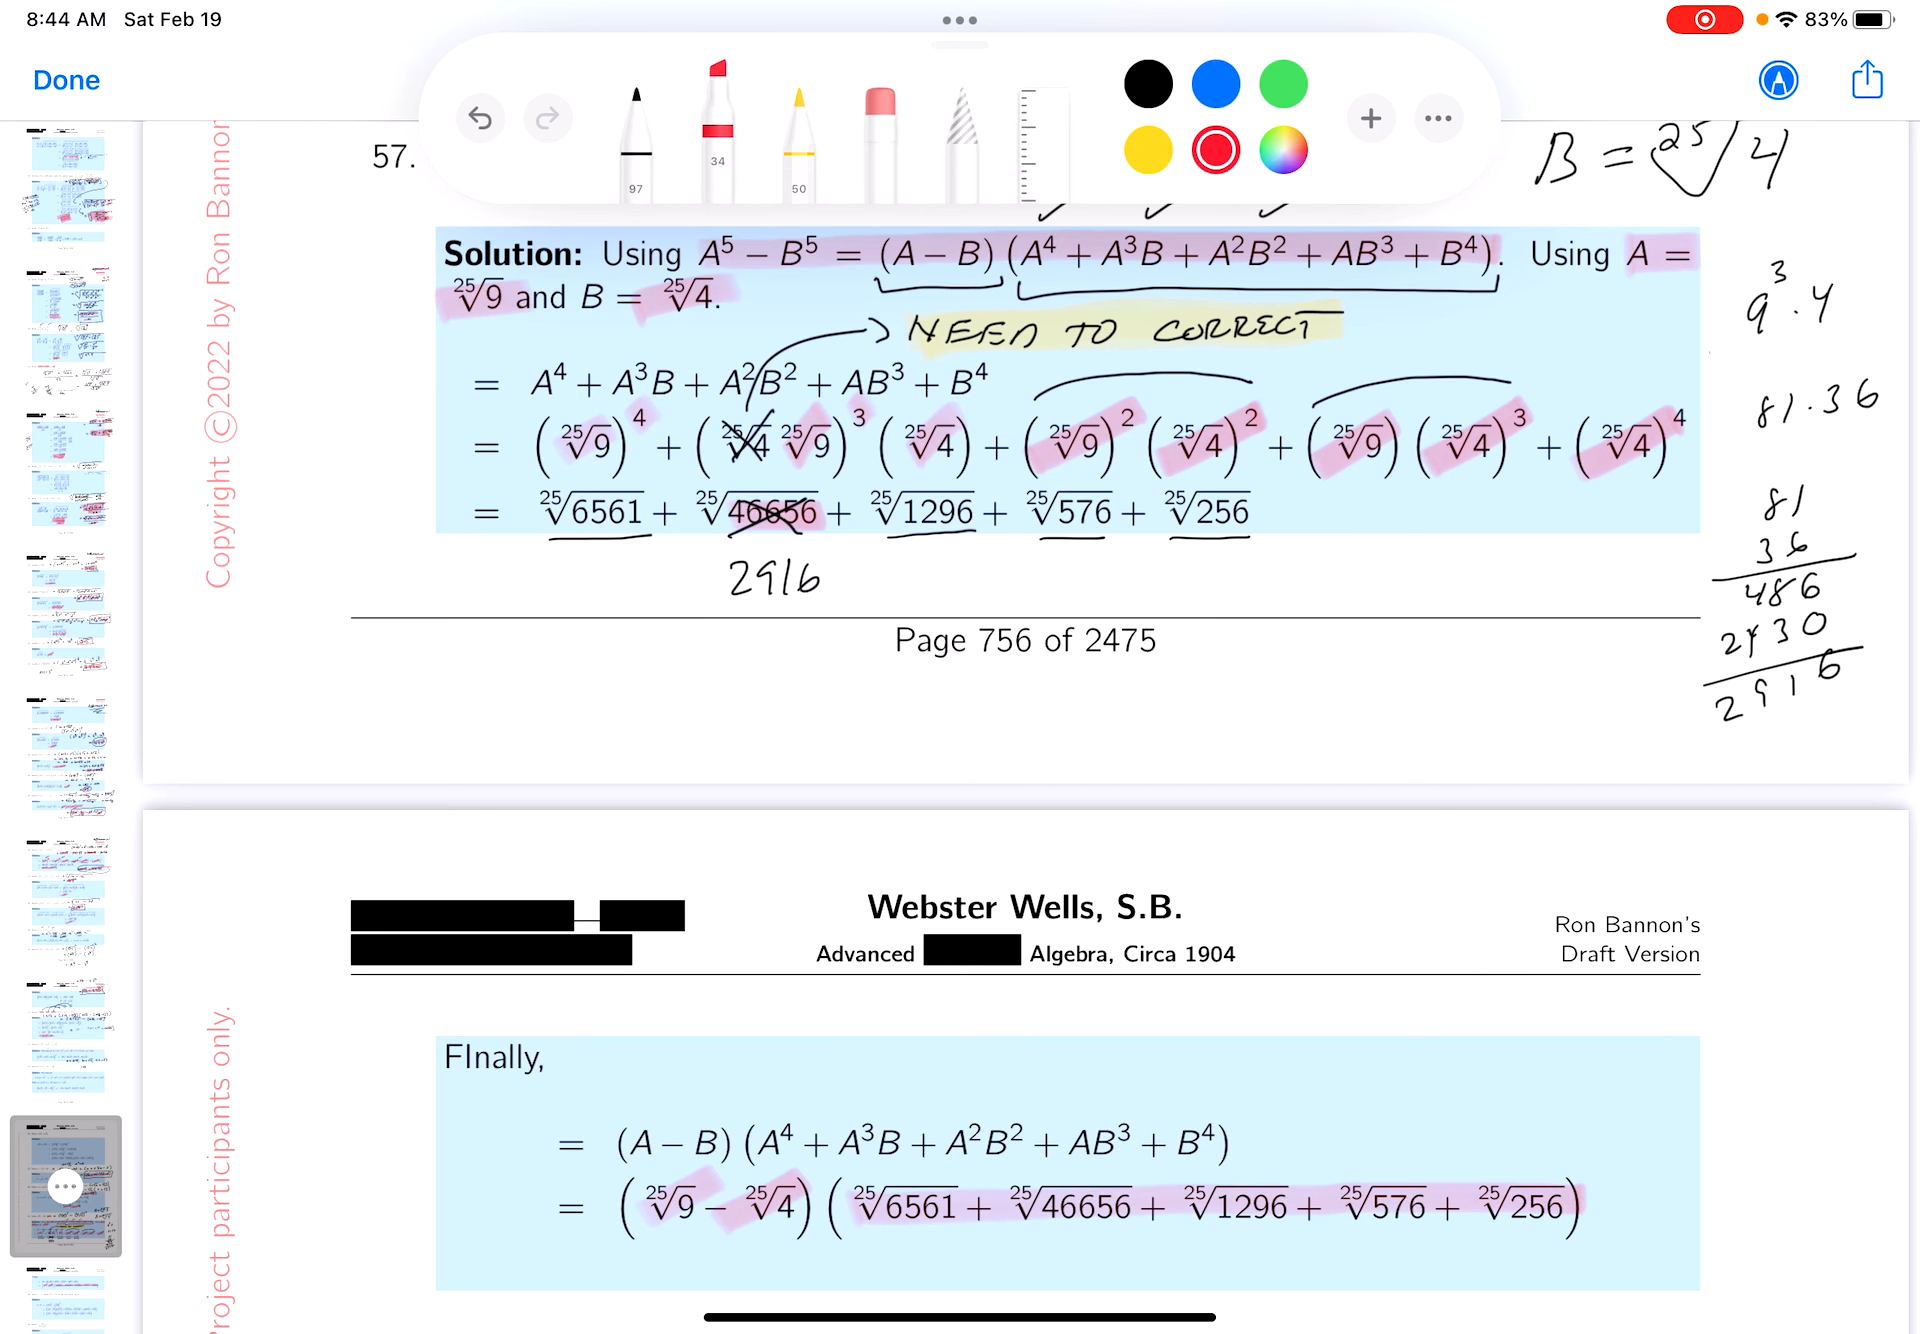 8:44 AM Sat Feb 19
83%
Done
97
34
50
57.
B = ²⁵√4
Solution: Using A⁵ − B⁵ = (A − B) (A⁴ + A³B + A²B² + AB³ + B⁴). Using A =
²⁵√9 and B = ²⁵√4.
NEED TO CORRECT
= A⁴ + A³B + A²B² + AB³ + B⁴
= (²⁵√9)⁴ + (²⁵√4 ²⁵√9)³ (²⁵√4) + (²⁵√9)² (²⁵√4)² + (²⁵√9) (²⁵√4)³ + (²⁵√4)⁴
= ²⁵√6561 + ²⁵√46656 + ²⁵√1296 + ²⁵√576 + ²⁵√256
2916
9³ · 4
81 · 36
81
36
486
2430
2916
Page 756 of 2475
Copyright ©2022 by Ron Bannon
Webster Wells, S.B.
Advanced Algebra, Circa 1904
Ron Bannon's
Draft Version
FInally,
= (A − B) (A⁴ + A³B + A²B² + AB³ + B⁴)
= (²⁵√9 − ²⁵√4) (²⁵√6561 + ²⁵√46656 + ²⁵√1296 + ²⁵√576 + ²⁵√256)
roject participants only.